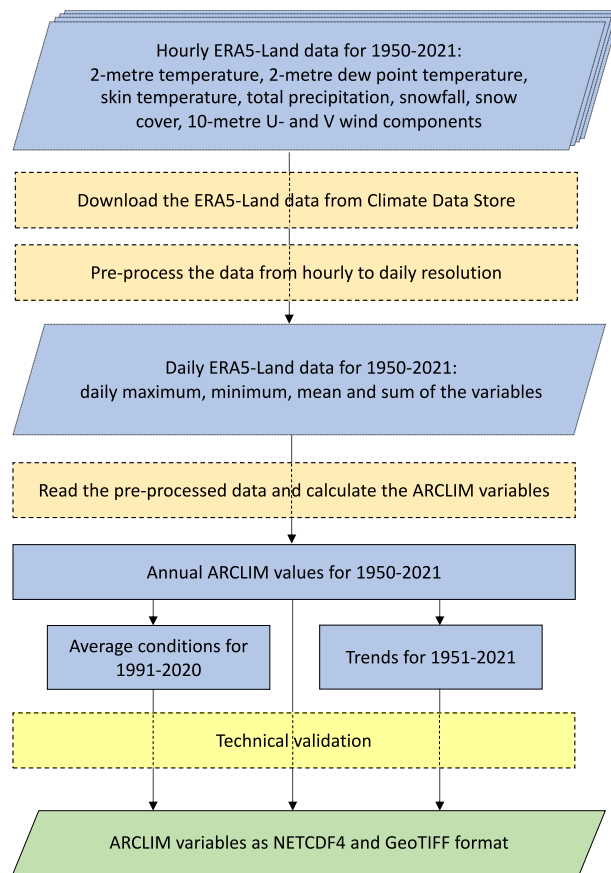 Hourly ERA5-Land data for 1950-2021:
2-metre temperature, 2-metre dew point temperature,
skin temperature, total precipitation, snowfall, snow
cover, 10-metre U- and V wind components
Download the ERA5-Land data from Climate Data Store
Pre-process the data from hourly to daily resolution
Daily ERA5-Land data for 1950-2021:
daily maximum, minimum, mean and sum of the variables
Read the pre-processed data and calculate the ARCLIM variables
Annual ARCLIM values for 1950-2021
Average conditions for
1991-2020
Trends for 1951-2021
Technical validation
ARCLIM variables as NETCDF4 and GeoTIFF format